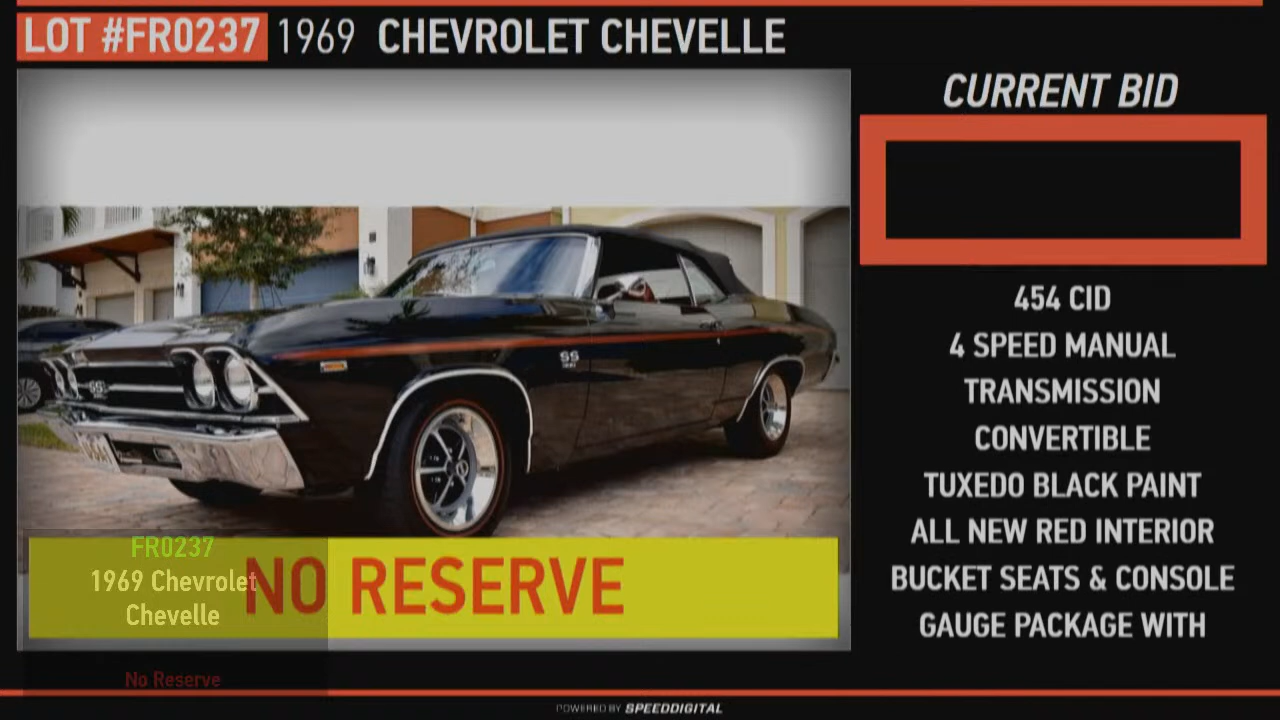 LOT #FR0237 1969 CHEVROLET CHEVELLE
CURRENT BID
454 CID
4 SPEED MANUAL
TRANSMISSION
CONVERTIBLE
TUXEDO BLACK PAINT
ALL NEW RED INTERIOR
BUCKET SEATS & CONSOLE
GAUGE PACKAGE WITH
SS
SS
NO RESERVE
FR0237
1969 Chevrolet
Chevelle
No Reserve
POWERED BY SPEEDDIGITAL